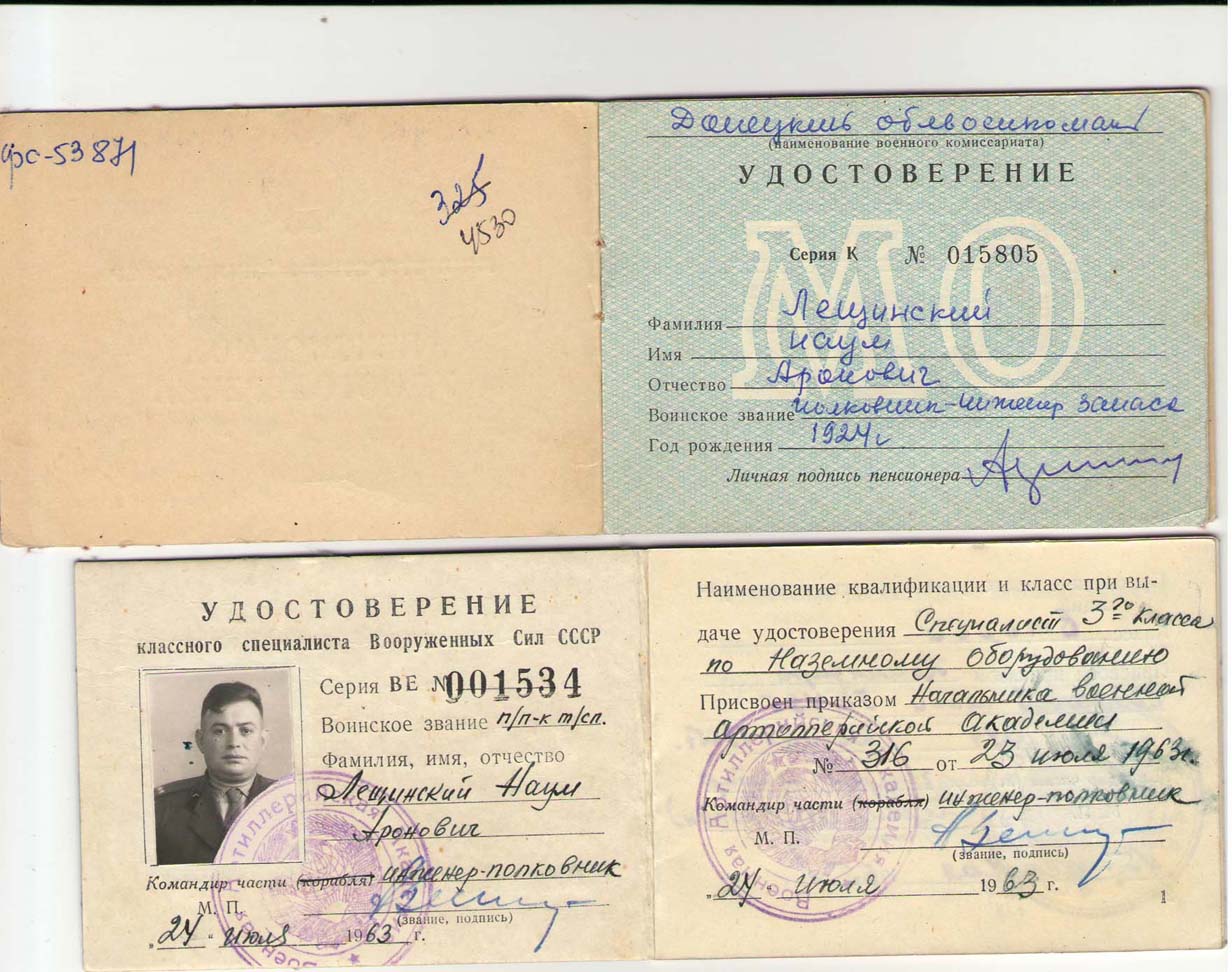 фс-53871
325
4530
Донецкий облвоенкомат
(наименование военного комиссариата)
УДОСТОВЕРЕНИЕ
МО
Серия К № 015805
Фамилия Лещинский
Имя Наум
Отчество Аронович
Воинское звание полковник-инженер запаса
Год рождения 1924 г
Личная подпись пенсионера
УДОСТОВЕРЕНИЕ
классного специалиста Вооруженных Сил СССР
Серия ВЕ № 001534
Воинское звание п/п-к т/сл.
Фамилия, имя, отчество
Лещинский Наум
Аронович
Командир части (корабля) инженер-полковник
М. П.
(звание, подпись)
„24" июля 1963 г.
Наименование квалификации и класс при вы-
даче удостоверения Специалист 3го класса
по Наземному оборудованию
Присвоен приказом Начальника военной
Артиллерийской Академии
№ 316 от 23 июля 1963г.
Командир части (корабля) инженер-полковник
М. П.
(звание, подпись)
„24" июля 1963 г.
1